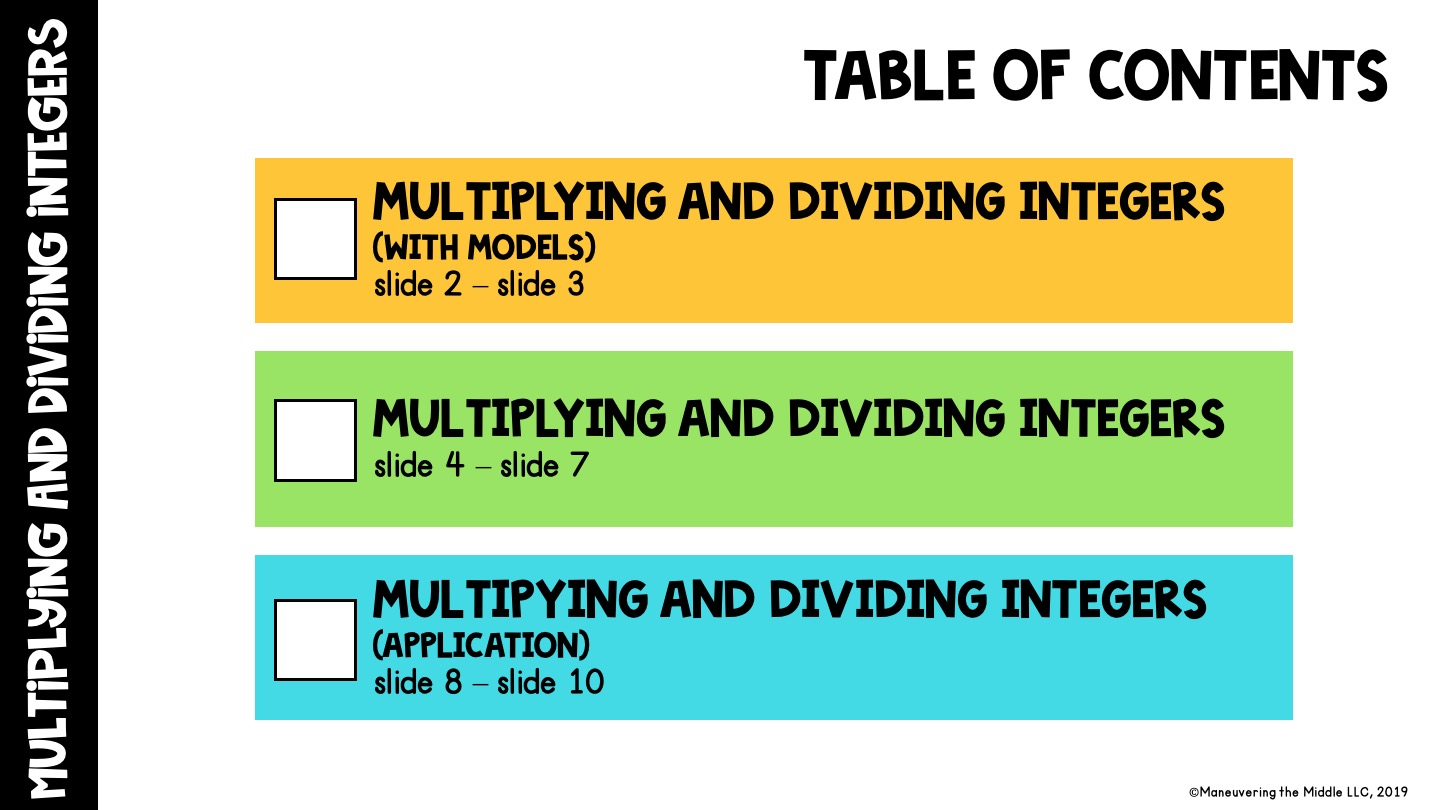 MULTIPLYING AND DIVIDING INTEGERS
TABLE OF CONTENTS
MULTIPLYING AND DIVIDING INTEGERS
(WITH MODELS)
slide 2 – slide 3
MULTIPLYING AND DIVIDING INTEGERS
slide 4 – slide 7
MULTIPYING AND DIVIDING INTEGERS
(APPLICATION)
slide 8 – slide 10
©Maneuvering the Middle LLC, 2019